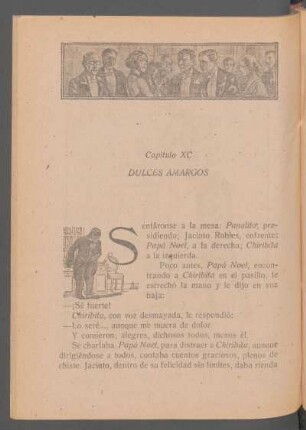 Capítulo XC
DULCES AMARGOS
Sentáronse a la mesa: Panolito, pre-
sidiendo; Jacinto Robles, enfrente;
Papá Noel, a la derecha; Chiribita
a la izquierda.
Poco antes, Papá Noel, encon-
trando a Chiribita en el pasillo, le
estrechó la mano y le dijo en voz
baja:
—¡Sé fuerte!
Chiribita, con voz desmayada, le respondió:
—Lo seré... aunque me muera de dolor
Y comieron; alegres, dichosos todos, menos él.
Se charlaba. Papá Noel, para distraer a Chiribita, aunque
dirigiéndose a todos, contaba cuentos graciosos, plenos de
chiste. Jacinto, dentro de su felicidad sin límites, daba rienda